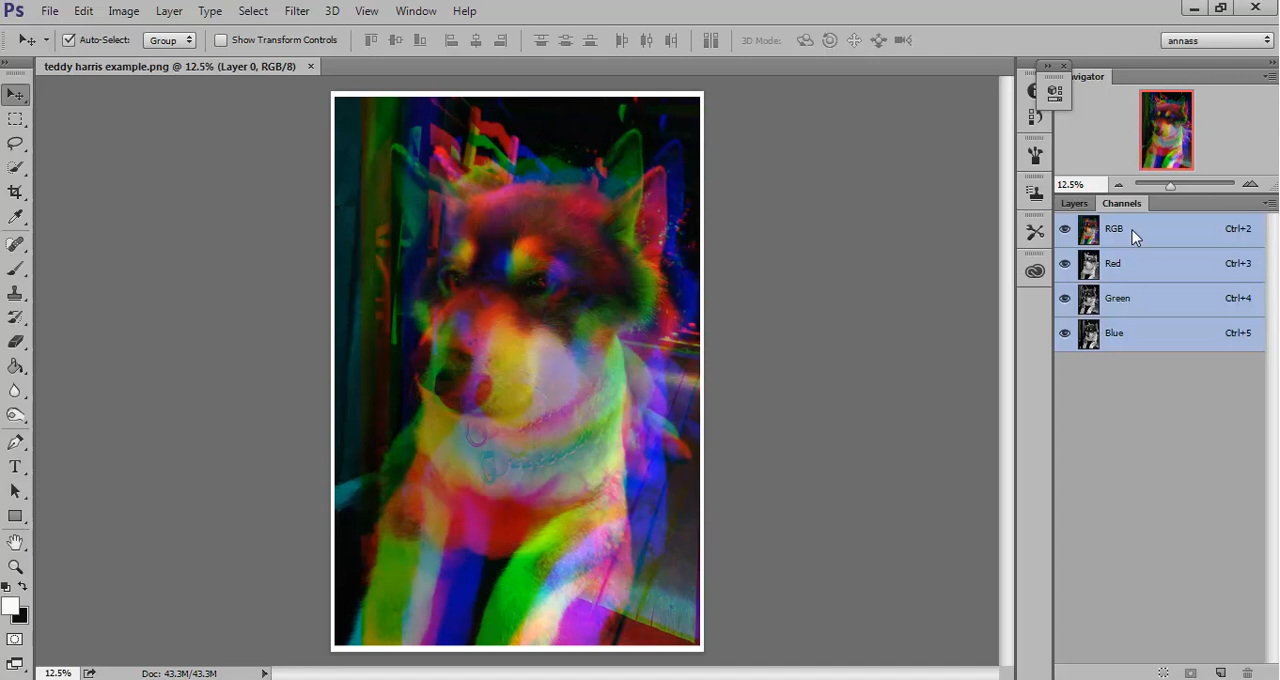 Ps File Edit Image Layer Type Select Filter 3D View Window Help
Auto-Select: Group Show Transform Controls 3D Mode: annass
teddy harris example.png @ 12.5% (Layer 0, RGB/8) ×
avigator
12.5%
Layers Channels
RGB Ctrl+2
Red Ctrl+3
Green Ctrl+4
Blue Ctrl+5
12.5% Doc: 43.3M/43.3M